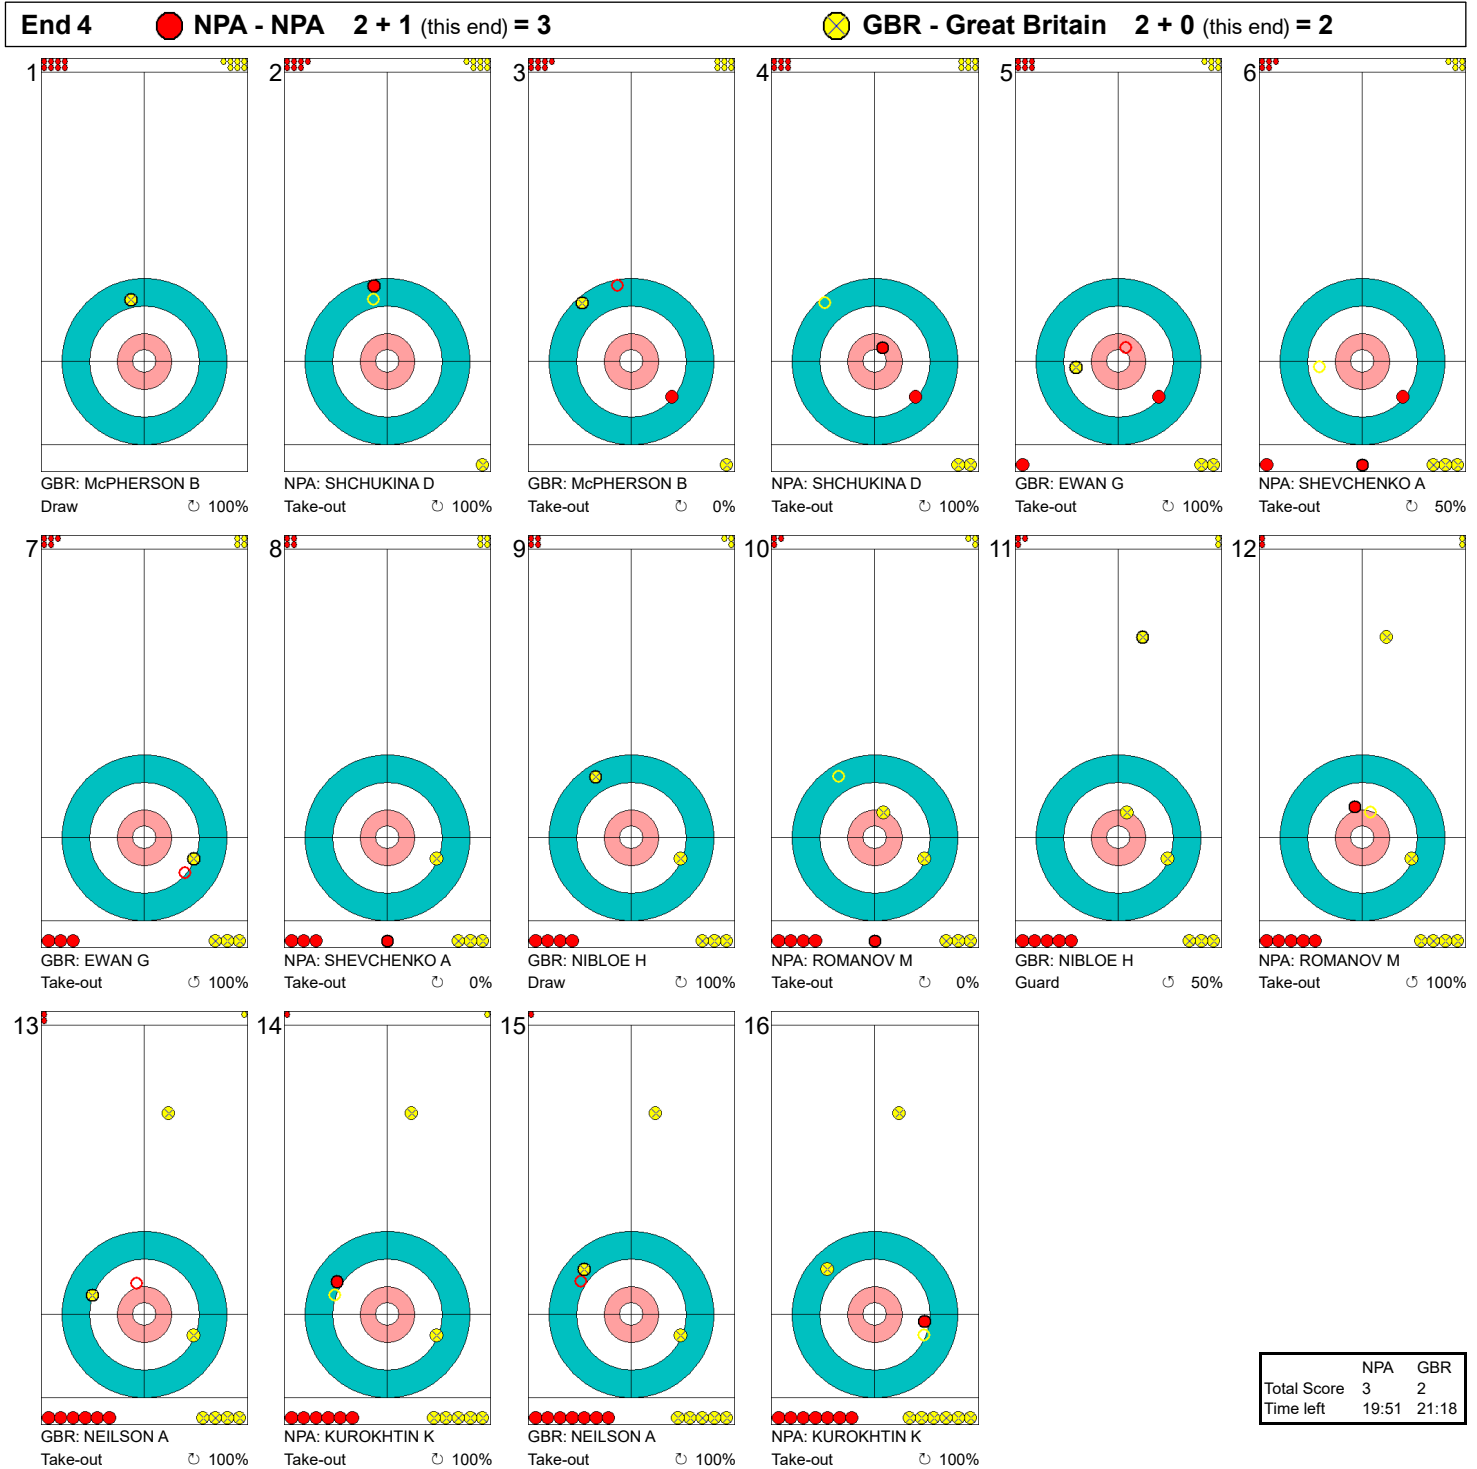 End 4 NPA - NPA 2 + 1 (this end) = 3 GBR - Great Britain 2 + 0 (this end) = 2
1 2 3 4 5 6
GBR: McPHERSON B NPA: SHCHUKINA D GBR: McPHERSON B NPA: SHCHUKINA D GBR: EWAN G NPA: SHEVCHENKO A
Draw ↻ 100% Take-out ↻ 100% Take-out ↻ 0% Take-out ↻ 100% Take-out ↻ 100% Take-out ↻ 50%
7 8 9 10 11 12
GBR: EWAN G NPA: SHEVCHENKO A GBR: NIBLOE H NPA: ROMANOV M GBR: NIBLOE H NPA: ROMANOV M
Take-out ↺ 100% Take-out ↻ 0% Draw ↻ 100% Take-out ↻ 0% Guard ↺ 50% Take-out ↺ 100%
13 14 15 16
GBR: NEILSON A NPA: KUROKHTIN K GBR: NEILSON A NPA: KUROKHTIN K
Take-out ↻ 100% Take-out ↻ 100% Take-out ↻ 100% Take-out ↻ 100%
NPA GBR
Total Score 3 2
Time left 19:51 21:18